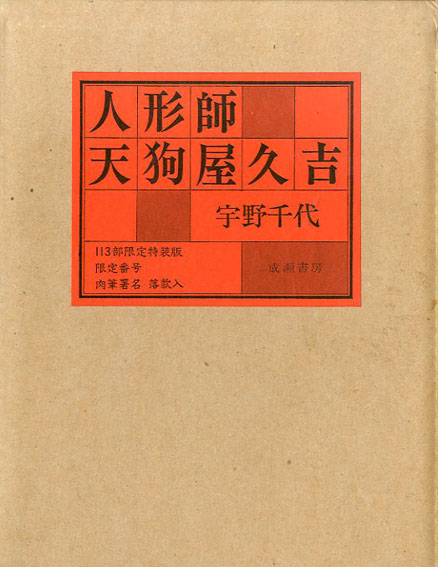 人形師
天狗屋久吉
宇野千代
113部限定特装版
限定番号
肉筆署名 落款入
成瀬書房